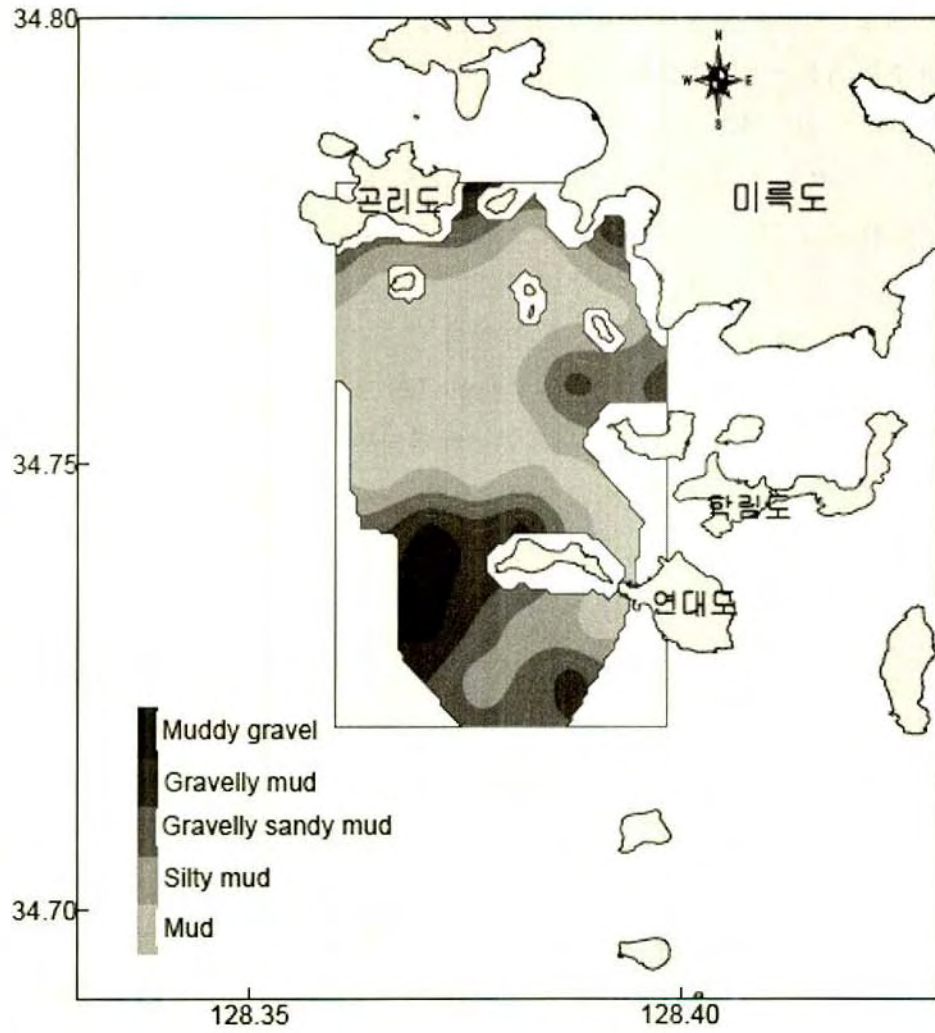 34.80
N
W E
S
곤리도
미륵도
34.75
학림도
연대도
Muddy gravel
Gravelly mud
Gravelly sandy mud
Silty mud
34.70
Mud
128.35
128.40